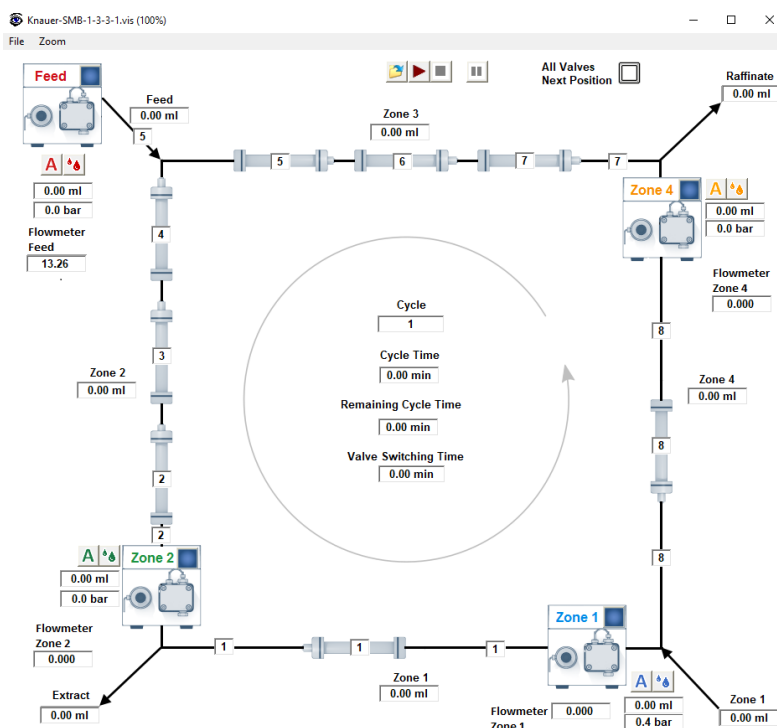 Knauer-SMB-1-3-3-1.vis (100%)
File Zoom
Feed
Feed
0.00 ml
5
A
0.00 ml
0.0 bar
Flowmeter
Feed
13.26
All Valves
Next Position
Raffinate
0.00 ml
Zone 3
0.00 ml
5
6
7
7
Zone 4
A
0.00 ml
0.0 bar
Flowmeter
Zone 4
0.000
4
3
2
2
Zone 2
0.00 ml
Cycle
1
Cycle Time
0.00 min
Remaining Cycle Time
0.00 min
Valve Switching Time
0.00 min
8
Zone 4
0.00 ml
8
8
A
Zone 2
0.00 ml
0.0 bar
Flowmeter
Zone 2
0.000
Extract
0.00 ml
1
1
1
Zone 1
0.00 ml
Zone 1
A
0.00 ml
0.4 bar
Flowmeter
Zone 1
0.000
Zone 1
0.00 ml